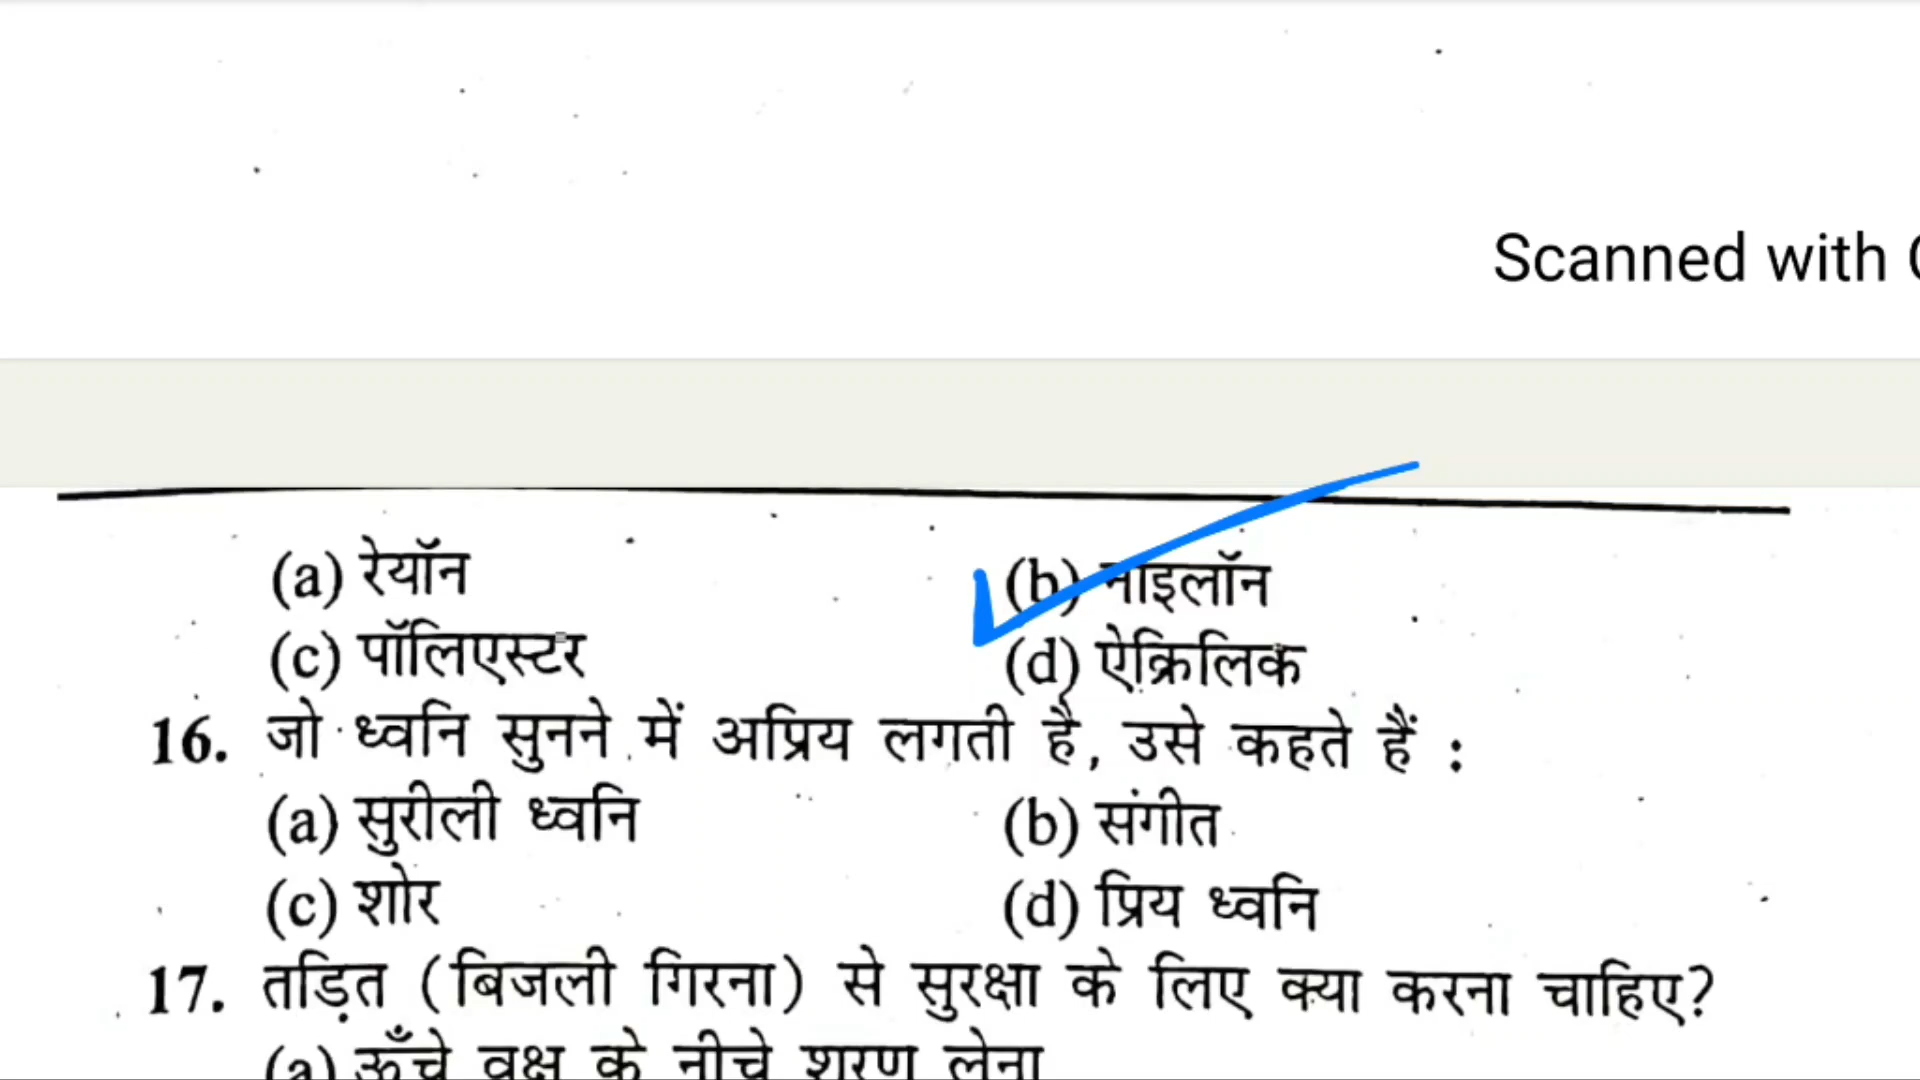 Scanned with
(a) रेयॉन (b) नाइलॉन
(c) पॉलिएस्टर (d) ऐक्रिलिक
16. जो ध्वनि सुनने में अप्रिय लगती है, उसे कहते हैं :
(a) सुरीली ध्वनि (b) संगीत
(c) शोर (d) प्रिय ध्वनि
17. तड़ित (बिजली गिरना) से सुरक्षा के लिए क्या करना चाहिए?
(a) ऊँचे वृक्ष के नीचे शरण लेना